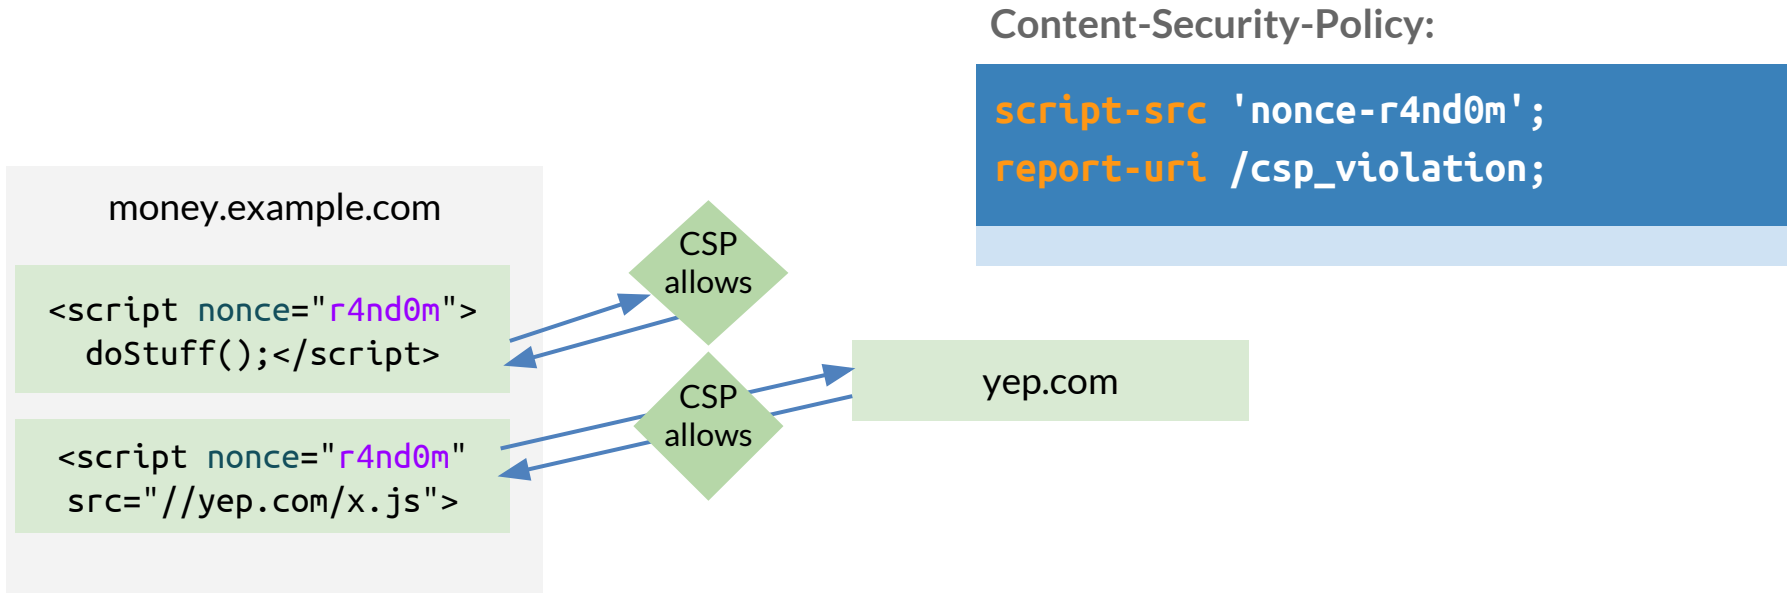 Content-Security-Policy:
script-src 'nonce-r4nd0m';
report-uri /csp_violation;
money.example.com
<script nonce="r4nd0m">
doStuff();</script>
<script nonce="r4nd0m"
src="//yep.com/x.js">
CSP
allows
CSP
allows
yep.com